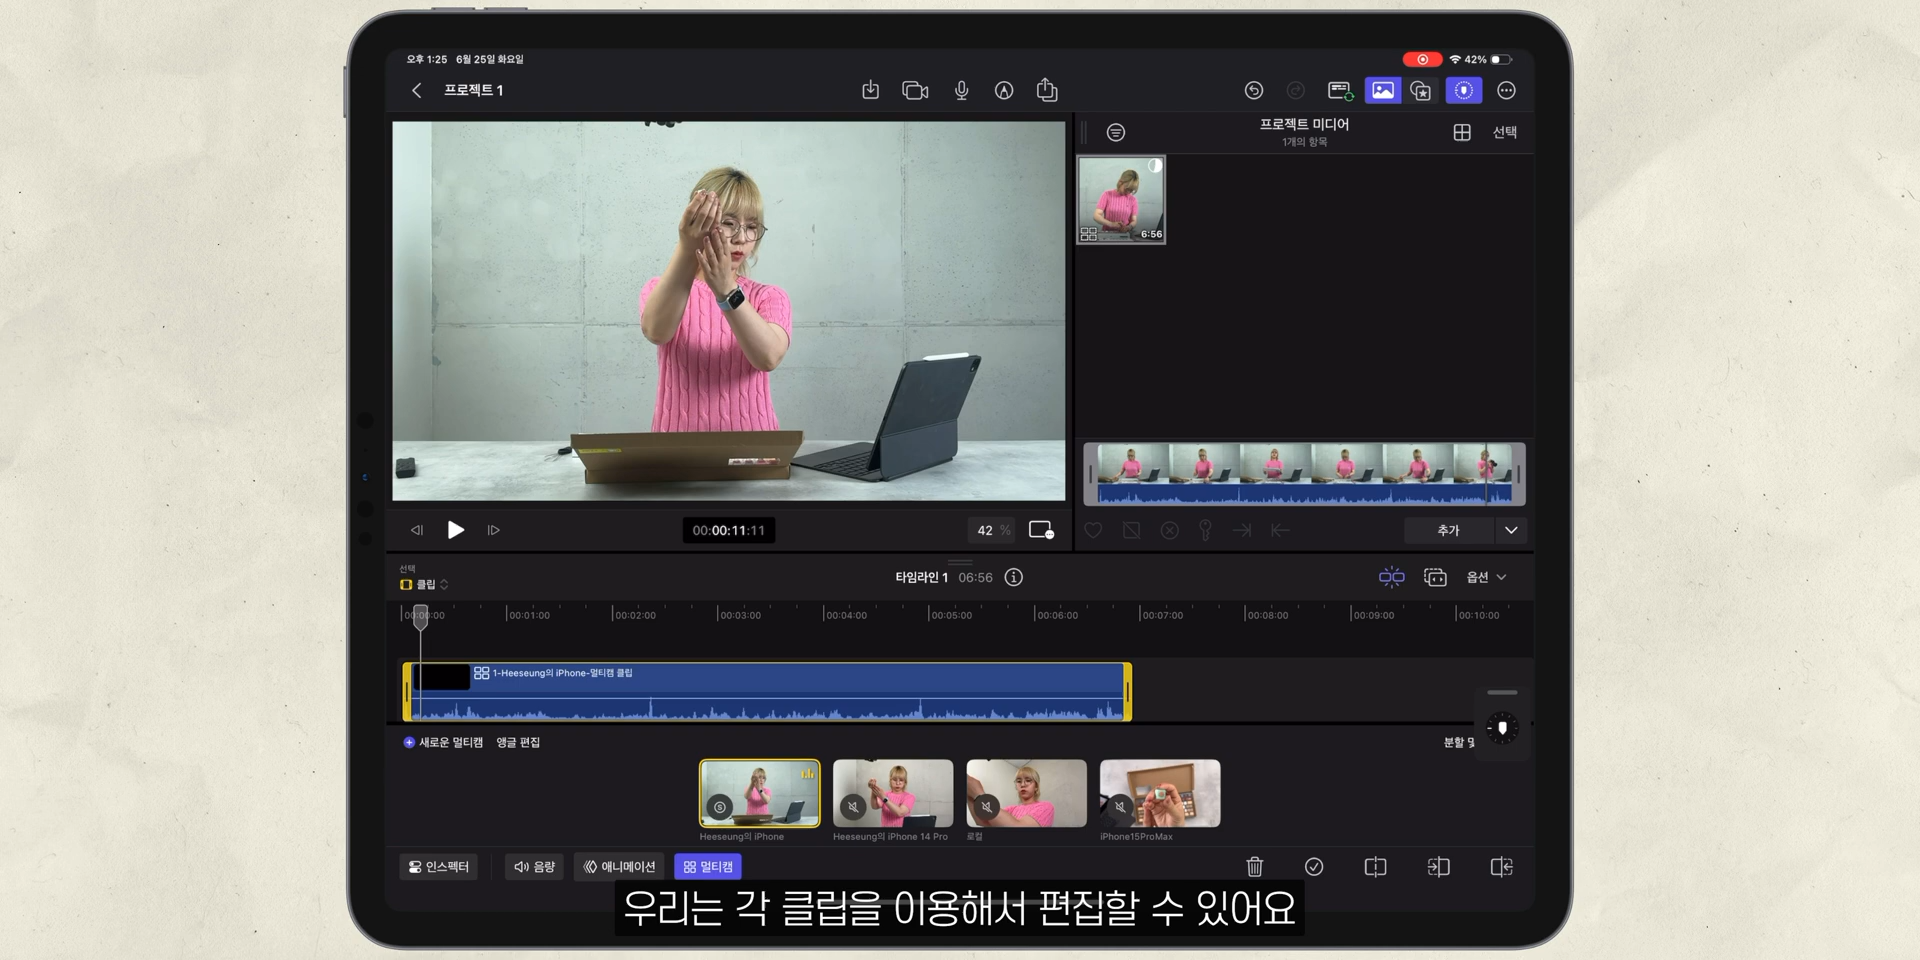 오후 1:25 6월 25일 화요일
42%
프로젝트 1
프로젝트 미디어
1개의 항목
선택
6:56
00:00:11:11
42 %
추가
선택
클립
타임라인 1 06:56
옵션
00:00:00 00:01:00 00:02:00 00:03:00 00:04:00 00:05:00 00:06:00 00:07:00 00:08:00 00:09:00 00:10:00
1-Heeseung의 iPhone-멀티캠 클립
새로운 멀티캠 앵글 편집
분할 및
Heeseung의 iPhone
Heeseung의 iPhone 14 Pro
로컬
iPhone15ProMax
인스펙터
음량
애니메이션
멀티캠
우리는 각 클립을 이용해서 편집할 수 있어요